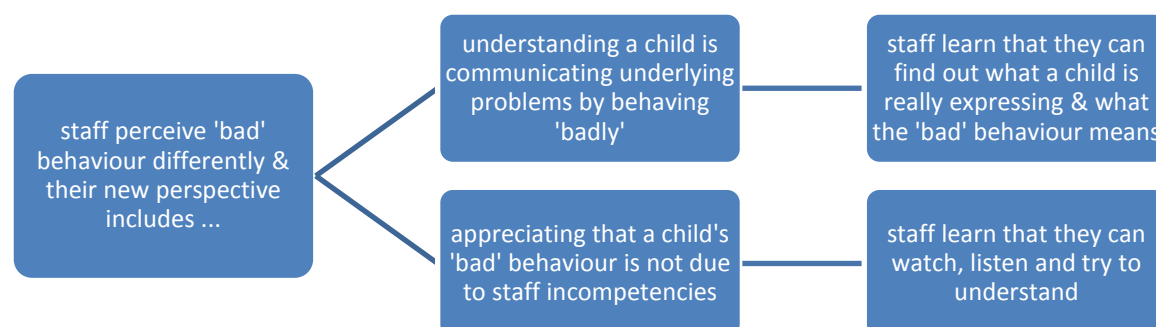 staff perceive 'bad'
behaviour differently &
their new perspective
includes ...
understanding a child is
communicating underlying
problems by behaving
'badly'
staff learn that they can
find out what a child is
really expressing & what
the 'bad' behaviour means
appreciating that a child's
'bad' behaviour is not due
to staff incompetencies
staff learn that they can
watch, listen and try to
understand